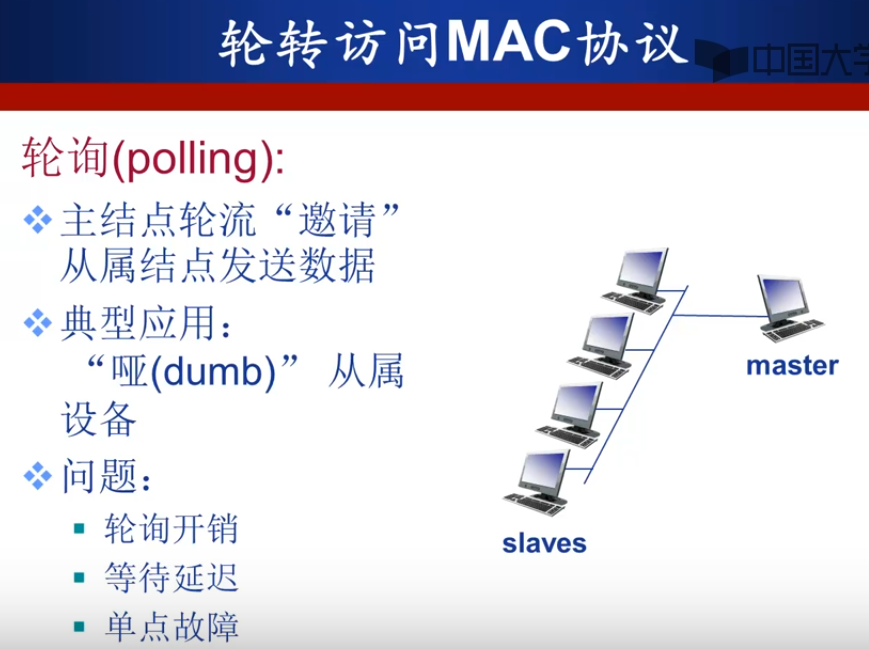 轮转访问MAC协议
中国大学
轮询(polling):
主结点轮流“邀请”
从属结点发送数据
典型应用：
“哑(dumb)” 从属
设备
问题：
轮询开销
等待延迟
单点故障
master
slaves